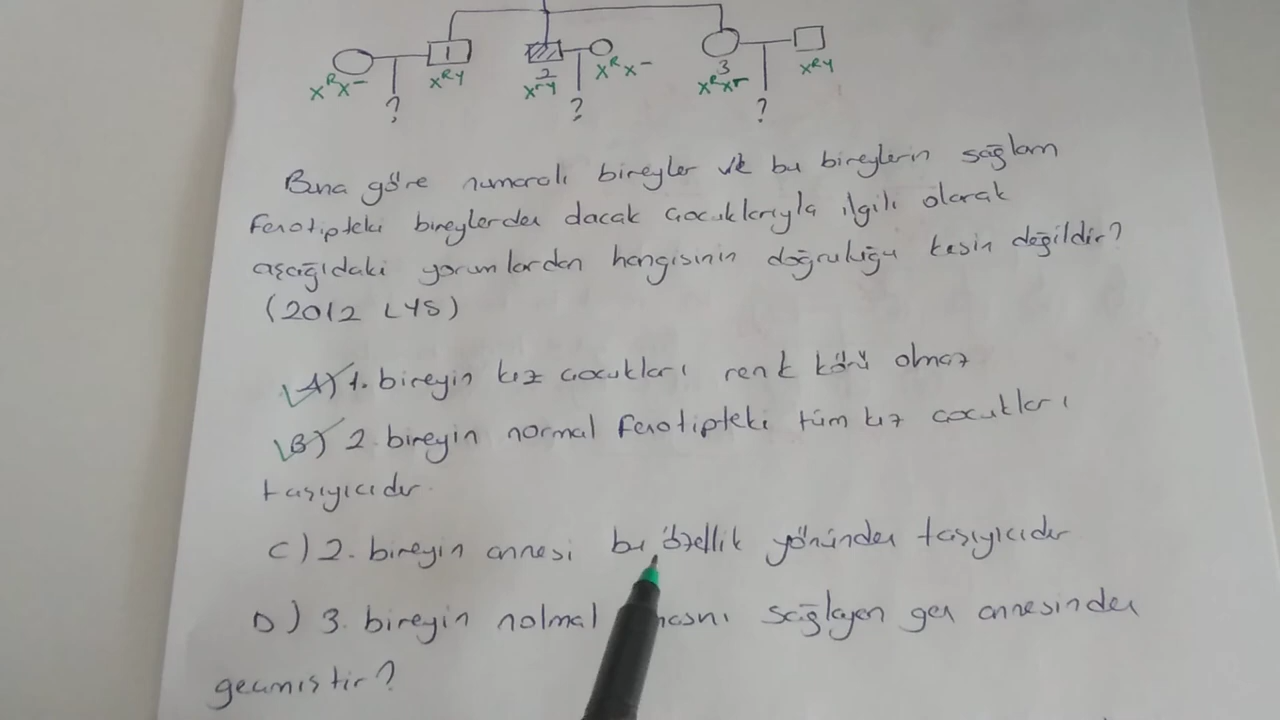 1
2
3
XᴿX⁻
XᴿY
XʳY
XᴿX⁻
XᴿXʳ
XᴿY
?
?
?
Buna göre numaralı bireyler ve bu bireylerin sağlam
fenotipteki bireylerden olacak çocuklarıyla ilgili olarak
aşağıdaki yorumlardan hangisinin doğruluğu kesin değildir?
(2012 LYS)
A) 1. bireyin kız çocukları renk körü olmaz
B) 2. bireyin normal fenotipteki tüm kız çocukları
taşıyıcıdır.
C) 2. bireyin annesi bu özellik yönünden taşıyıcıdır
D) 3. bireyin nolmal sağlayan gen annesinden
geçmiştir?